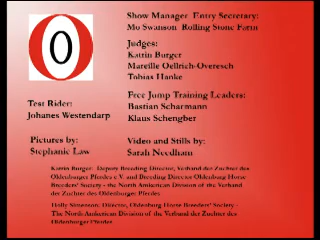 Show Manager Entry Secretary:
Mo Swanson Rolling Stone Farm
Judges:
Katrin Burger
Mareille Oellrich-Overesch
Tobias Hanke
Free Jump Training Leaders:
Bastian Scharmann
Klaus Schengber
Test Rider:
Johanes Westendarp
Pictures by:
Stephanie Law
Video and Stills by:
Sarah Needham
Katrin Burger: Deputy Breeding Director, Verband der Zuchter des
Oldenburger Pferdes e.V. and Breeding Director Oldenburg Horse
Breeders' Society - the North American Division of the Verband
der Zuchter des Oldenburger Pferdes
Holly Simensen: Director, Oldenburg Horse Breeders' Society -
The North American Division of the Verband der Zuchter des
Oldenburger Pferdes